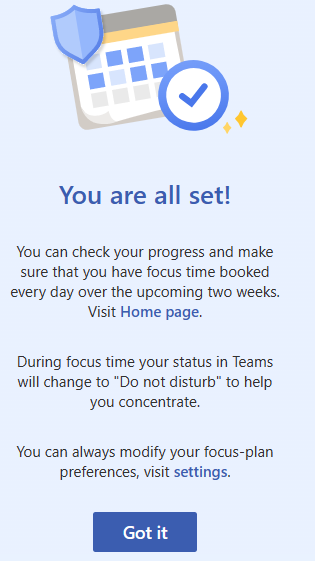 You are all set!
You can check your progress and make
sure that you have focus time booked
every day over the upcoming two weeks.
Visit Home page.
During focus time your status in Teams
will change to "Do not disturb" to help
you concentrate.
You can always modify your focus-plan
preferences, visit settings.
Got it